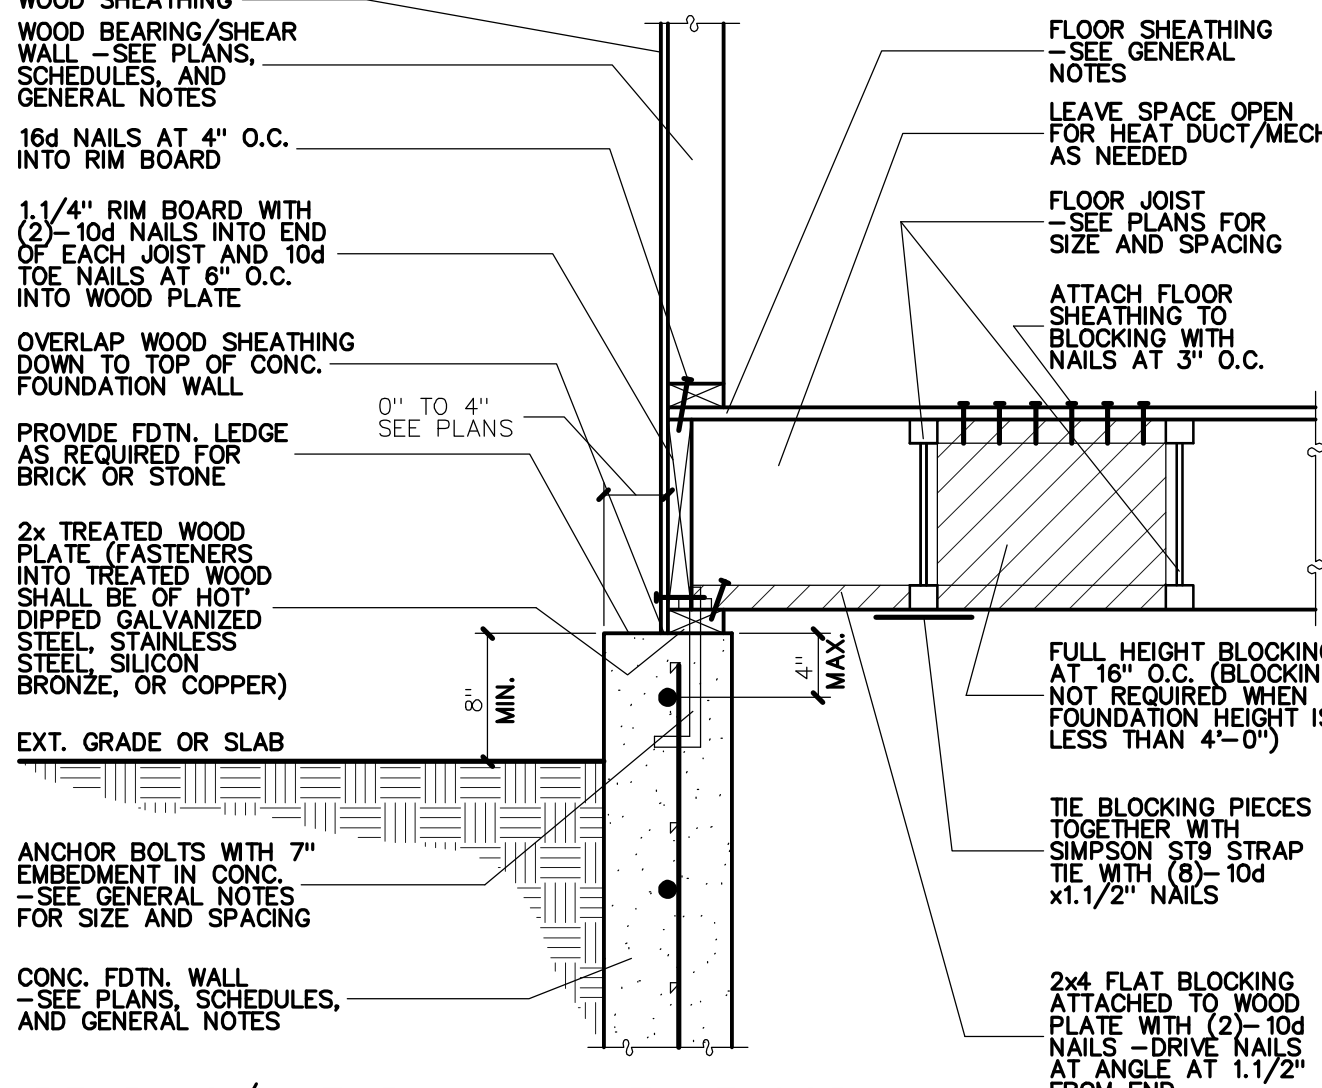 WOOD SHEATHING
WOOD BEARING/SHEAR
WALL –SEE PLANS,
SCHEDULES, AND
GENERAL NOTES
16d NAILS AT 4" O.C.
INTO RIM BOARD
1.1/4" RIM BOARD WITH
(2)–10d NAILS INTO END
OF EACH JOIST AND 10d
TOE NAILS AT 6" O.C.
INTO WOOD PLATE
OVERLAP WOOD SHEATHING
DOWN TO TOP OF CONC.
FOUNDATION WALL
0" TO 4"
SEE PLANS
PROVIDE FDTN. LEDGE
AS REQUIRED FOR
BRICK OR STONE
2x TREATED WOOD
PLATE (FASTENERS
INTO TREATED WOOD
SHALL BE OF HOT'
DIPPED GALVANIZED
STEEL, STAINLESS
STEEL, SILICON
BRONZE, OR COPPER)
8"
MIN.
4"
MAX.
EXT. GRADE OR SLAB
ANCHOR BOLTS WITH 7"
EMBEDMENT IN CONC.
–SEE GENERAL NOTES
FOR SIZE AND SPACING
CONC. FDTN. WALL
–SEE PLANS, SCHEDULES,
AND GENERAL NOTES
FLOOR SHEATHING
–SEE GENERAL
NOTES
LEAVE SPACE OPEN
FOR HEAT DUCT/MECH
AS NEEDED
FLOOR JOIST
–SEE PLANS FOR
SIZE AND SPACING
ATTACH FLOOR
SHEATHING TO
BLOCKING WITH
NAILS AT 3" O.C.
FULL HEIGHT BLOCKING
AT 16" O.C. (BLOCKIN
NOT REQUIRED WHEN
FOUNDATION HEIGHT IS
LESS THAN 4'–0")
TIE BLOCKING PIECES
TOGETHER WITH
SIMPSON ST9 STRAP
TIE WITH (8)–10d
x1.1/2" NAILS
2x4 FLAT BLOCKING
ATTACHED TO WOOD
PLATE WITH (2)–10d
NAILS –DRIVE NAILS
AT ANGLE AT 1.1/2"
FROM END